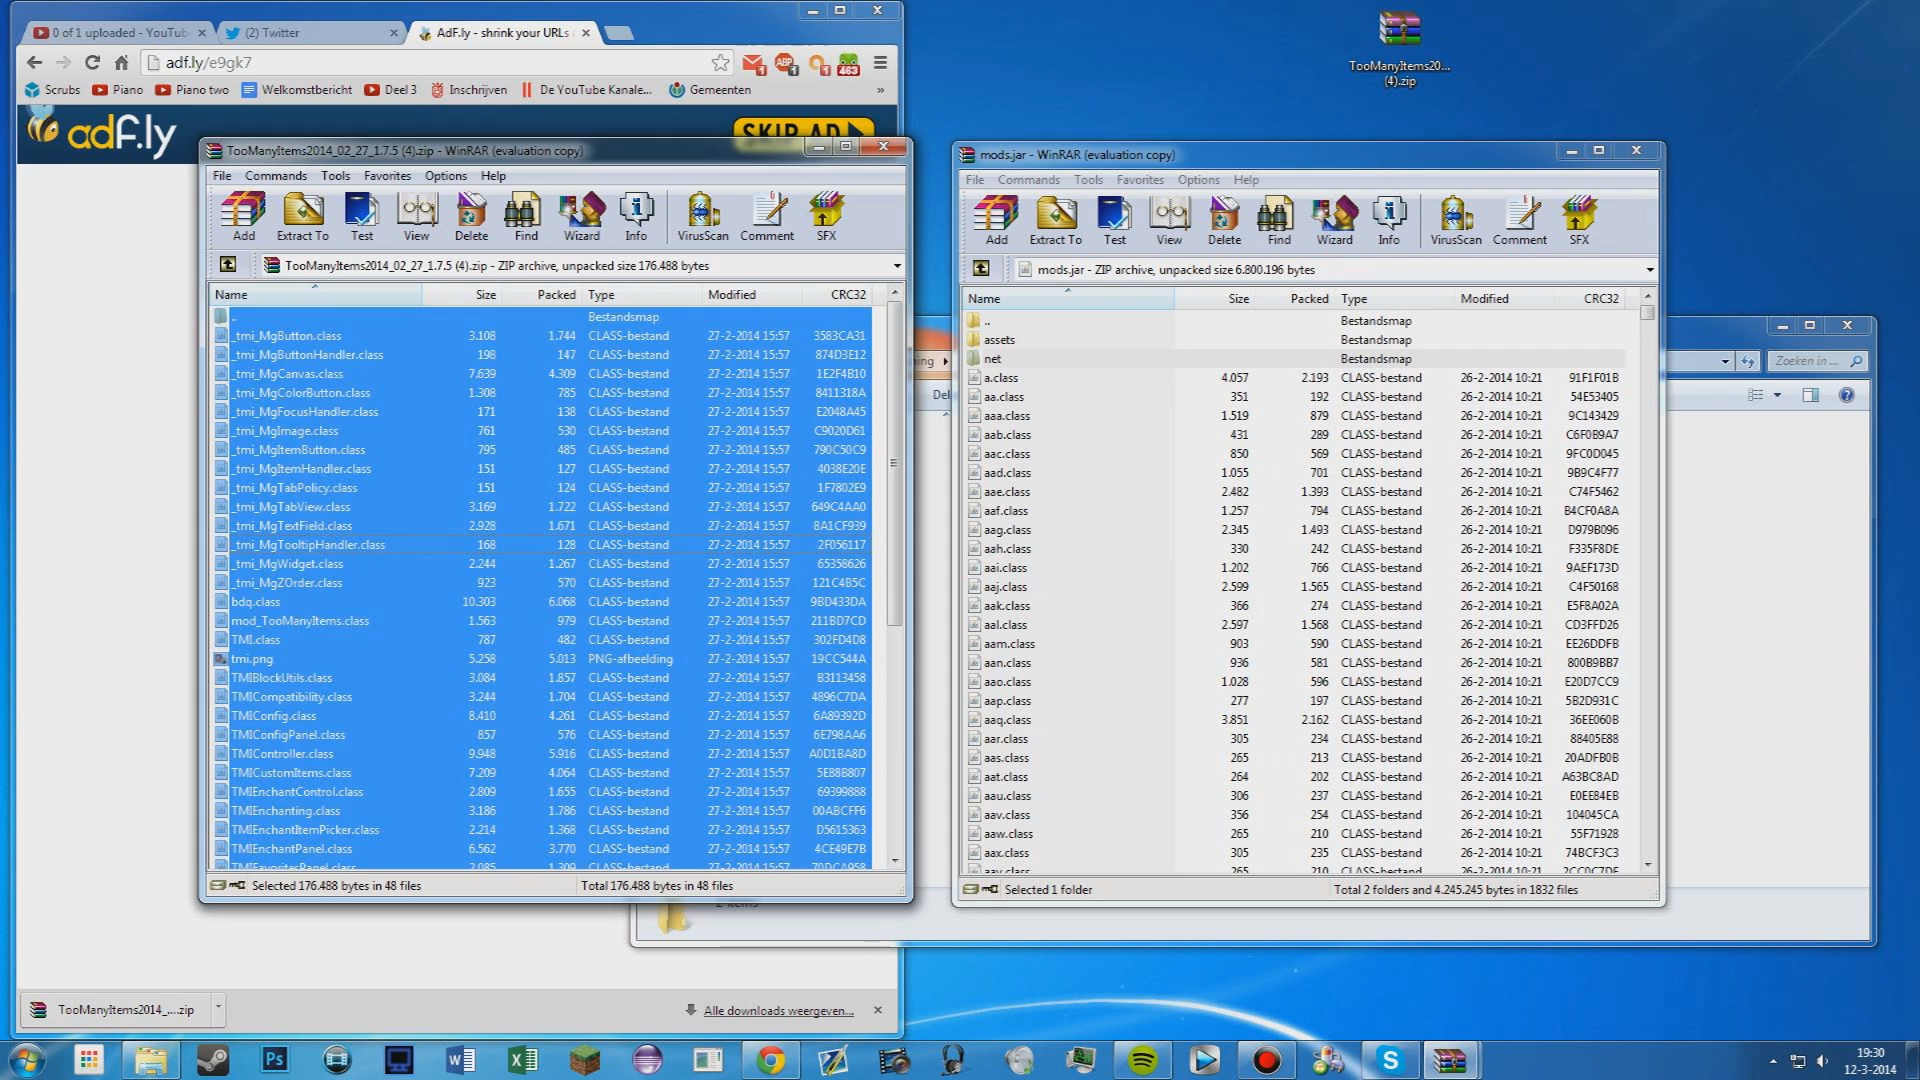 0 of 1 uploaded - YouTub
(2) Twitter
AdF.ly - shrink your URLs
adf.ly/e9gk7
1
ABP
1
1
463
Scrubs
Piano
Piano two
Welkomstbericht
Deel 3
Inschrijven
De YouTube Kanale...
Gemeenten
»
adf.ly
SKIP AD
TooManyItems20...
(4).zip
TooManyItems2014_02_27_1.7.5 (4).zip - WinRAR (evaluation copy)
File Commands Tools Favorites Options Help
Add Extract To Test View Delete Find Wizard Info VirusScan Comment SFX
TooManyItems2014_02_27_1.7.5 (4).zip - ZIP archive, unpacked size 176.488 bytes
Name Size Packed Type Modified CRC32
.. Bestandsmap
_tmi_MgButton.class 3.108 1.744 CLASS-bestand 27-2-2014 15:57 3583CA31
_tmi_MgButtonHandler.class 198 147 CLASS-bestand 27-2-2014 15:57 874D3E12
_tmi_MgCanvas.class 7.639 4.309 CLASS-bestand 27-2-2014 15:57 1E2F4B10
_tmi_MgColorButton.class 1.308 785 CLASS-bestand 27-2-2014 15:57 8411318A
_tmi_MgFocusHandler.class 171 138 CLASS-bestand 27-2-2014 15:57 E2048A45
_tmi_MgImage.class 761 530 CLASS-bestand 27-2-2014 15:57 C9020D61
_tmi_MgItemButton.class 795 485 CLASS-bestand 27-2-2014 15:57 790C50C9
_tmi_MgItemHandler.class 151 127 CLASS-bestand 27-2-2014 15:57 4038E20E
_tmi_MgTabPolicy.class 151 124 CLASS-bestand 27-2-2014 15:57 1F7802E9
_tmi_MgTabView.class 3.169 1.722 CLASS-bestand 27-2-2014 15:57 649C4AA0
_tmi_MgTextField.class 2.928 1.671 CLASS-bestand 27-2-2014 15:57 8A1CF939
_tmi_MgTooltipHandler.class 168 128 CLASS-bestand 27-2-2014 15:57 2F056117
_tmi_MgWidget.class 2.244 1.267 CLASS-bestand 27-2-2014 15:57 65358626
_tmi_MgZOrder.class 923 570 CLASS-bestand 27-2-2014 15:57 121C4B5C
bdq.class 10.303 6.068 CLASS-bestand 27-2-2014 15:57 9BD433DA
mod_TooManyItems.class 1.563 979 CLASS-bestand 27-2-2014 15:57 211BD7CD
TMI.class 787 482 CLASS-bestand 27-2-2014 15:57 302FD4D8
tmi.png 5.258 5.013 PNG-afbeelding 27-2-2014 15:57 19CC544A
TMIBlockUtils.class 3.084 1.857 CLASS-bestand 27-2-2014 15:57 B3113458
TMICompatibility.class 3.244 1.704 CLASS-bestand 27-2-2014 15:57 4896C7DA
TMIConfig.class 8.410 4.261 CLASS-bestand 27-2-2014 15:57 6A89392D
TMIConfigPanel.class 857 576 CLASS-bestand 27-2-2014 15:57 6E798AA6
TMIController.class 9.948 5.916 CLASS-bestand 27-2-2014 15:57 A0D1BA8D
TMICustomItems.class 7.209 4.064 CLASS-bestand 27-2-2014 15:57 5E88B807
TMIEnchantControl.class 2.809 1.655 CLASS-bestand 27-2-2014 15:57 69399888
TMIEnchanting.class 3.186 1.786 CLASS-bestand 27-2-2014 15:57 00ABCFF6
TMIEnchantItemPicker.class 2.214 1.368 CLASS-bestand 27-2-2014 15:57 D5615363
TMIEnchantPanel.class 6.562 3.770 CLASS-bestand 27-2-2014 15:57 4CE49E7B
TMIFavoritesPanel.class 2.085 1.309 CLASS-bestand 27-2-2014 15:57 70DCA958
Selected 176.488 bytes in 48 files Total 176.488 bytes in 48 files
mods.jar - WinRAR (evaluation copy)
File Commands Tools Favorites Options Help
Add Extract To Test View Delete Find Wizard Info VirusScan Comment SFX
mods.jar - ZIP archive, unpacked size 6.800.196 bytes
Name Size Packed Type Modified CRC32
.. Bestandsmap
assets Bestandsmap
net Bestandsmap
a.class 4.057 2.193 CLASS-bestand 26-2-2014 10:21 91F1F01B
aa.class 351 192 CLASS-bestand 26-2-2014 10:21 54E53405
aaa.class 1.519 879 CLASS-bestand 26-2-2014 10:21 9C143429
aab.class 431 289 CLASS-bestand 26-2-2014 10:21 C6F0B9A7
aac.class 850 569 CLASS-bestand 26-2-2014 10:21 9FC0D045
aad.class 1.055 701 CLASS-bestand 26-2-2014 10:21 9B9C4F77
aae.class 2.482 1.393 CLASS-bestand 26-2-2014 10:21 C74F5462
aaf.class 1.257 794 CLASS-bestand 26-2-2014 10:21 B4CF0A8A
aag.class 2.345 1.493 CLASS-bestand 26-2-2014 10:21 D979B096
aah.class 330 242 CLASS-bestand 26-2-2014 10:21 F335F8DE
aai.class 1.202 766 CLASS-bestand 26-2-2014 10:21 9AEF173D
aaj.class 2.599 1.565 CLASS-bestand 26-2-2014 10:21 C4F50168
aak.class 366 274 CLASS-bestand 26-2-2014 10:21 E5F8A02A
aal.class 2.597 1.568 CLASS-bestand 26-2-2014 10:21 CD3FFD26
aam.class 903 590 CLASS-bestand 26-2-2014 10:21 EE26DDFB
aan.class 936 581 CLASS-bestand 26-2-2014 10:21 800B9BB7
aao.class 1.028 596 CLASS-bestand 26-2-2014 10:21 E20D7CC9
aap.class 277 197 CLASS-bestand 26-2-2014 10:21 5B2D931C
aaq.class 3.851 2.162 CLASS-bestand 26-2-2014 10:21 36EE060B
aar.class 305 234 CLASS-bestand 26-2-2014 10:21 88405E88
aas.class 265 213 CLASS-bestand 26-2-2014 10:21 20ADFB0B
aat.class 264 202 CLASS-bestand 26-2-2014 10:21 A63BC8AD
aau.class 306 237 CLASS-bestand 26-2-2014 10:21 E0EE84EB
aav.class 356 254 CLASS-bestand 26-2-2014 10:21 104045CA
aaw.class 265 210 CLASS-bestand 26-2-2014 10:21 55F71928
aax.class 305 235 CLASS-bestand 26-2-2014 10:21 74BCF3C3
aay.class 265 211 CLASS-bestand 26-2-2014 10:21
Selected 1 folder Total 2 folders and 4.245.245 bytes in 1832 files
ning
Zoeken in ...
Del
2 items
TooManyItems2014_....zip
Alle downloads weergeven...
Ps
W
X
S
19:30
12-3-2014